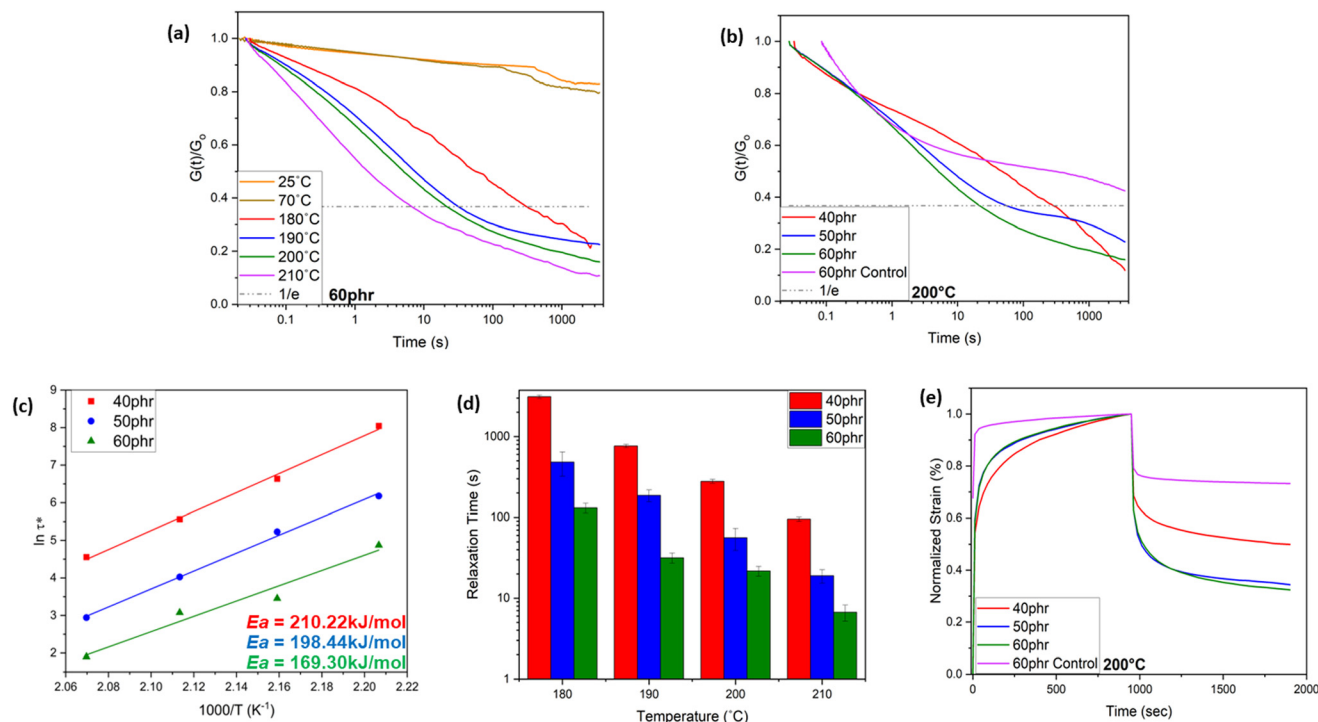 (a)
G(t)/G₀
1.0
0.8
0.6
0.4
0.2
0.0
25°C
70°C
180°C
190°C
200°C
210°C
1/e
60phr
0.1
1
10
100
1000
Time (s)
(b)
G(t)/G₀
1.0
0.8
0.6
0.4
0.2
0.0
40phr
50phr
60phr
60phr Control
1/e
200°C
0.1
1
10
100
1000
Time (s)
(c)
ln τ*
9
8
7
6
5
4
3
2
1
40phr
50phr
60phr
Ea = 210.22kJ/mol
Ea = 198.44kJ/mol
Ea = 169.30kJ/mol
2.06
2.08
2.10
2.12
2.14
2.16
2.18
2.20
2.22
1000/T (K⁻¹)
(d)
Relaxation Time (s)
1000
100
10
1
40phr
50phr
60phr
180
190
200
210
Temperature (°C)
(e)
Normalized Strain (%)
1.0
0.8
0.6
0.4
0.2
0.0
40phr
50phr
60phr
60phr Control
200°C
0
500
1000
1500
2000
Time (sec)